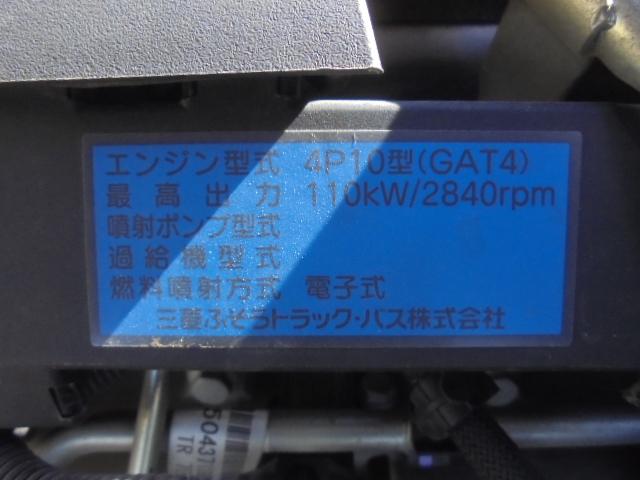 エンジン型式 4P10型(GAT4)
最高出力 110kW/2840rpm
噴射ポンプ型式
過給機型式
燃料噴射方式 電子式
三菱ふそうトラック・バス株式会社
50437
TR